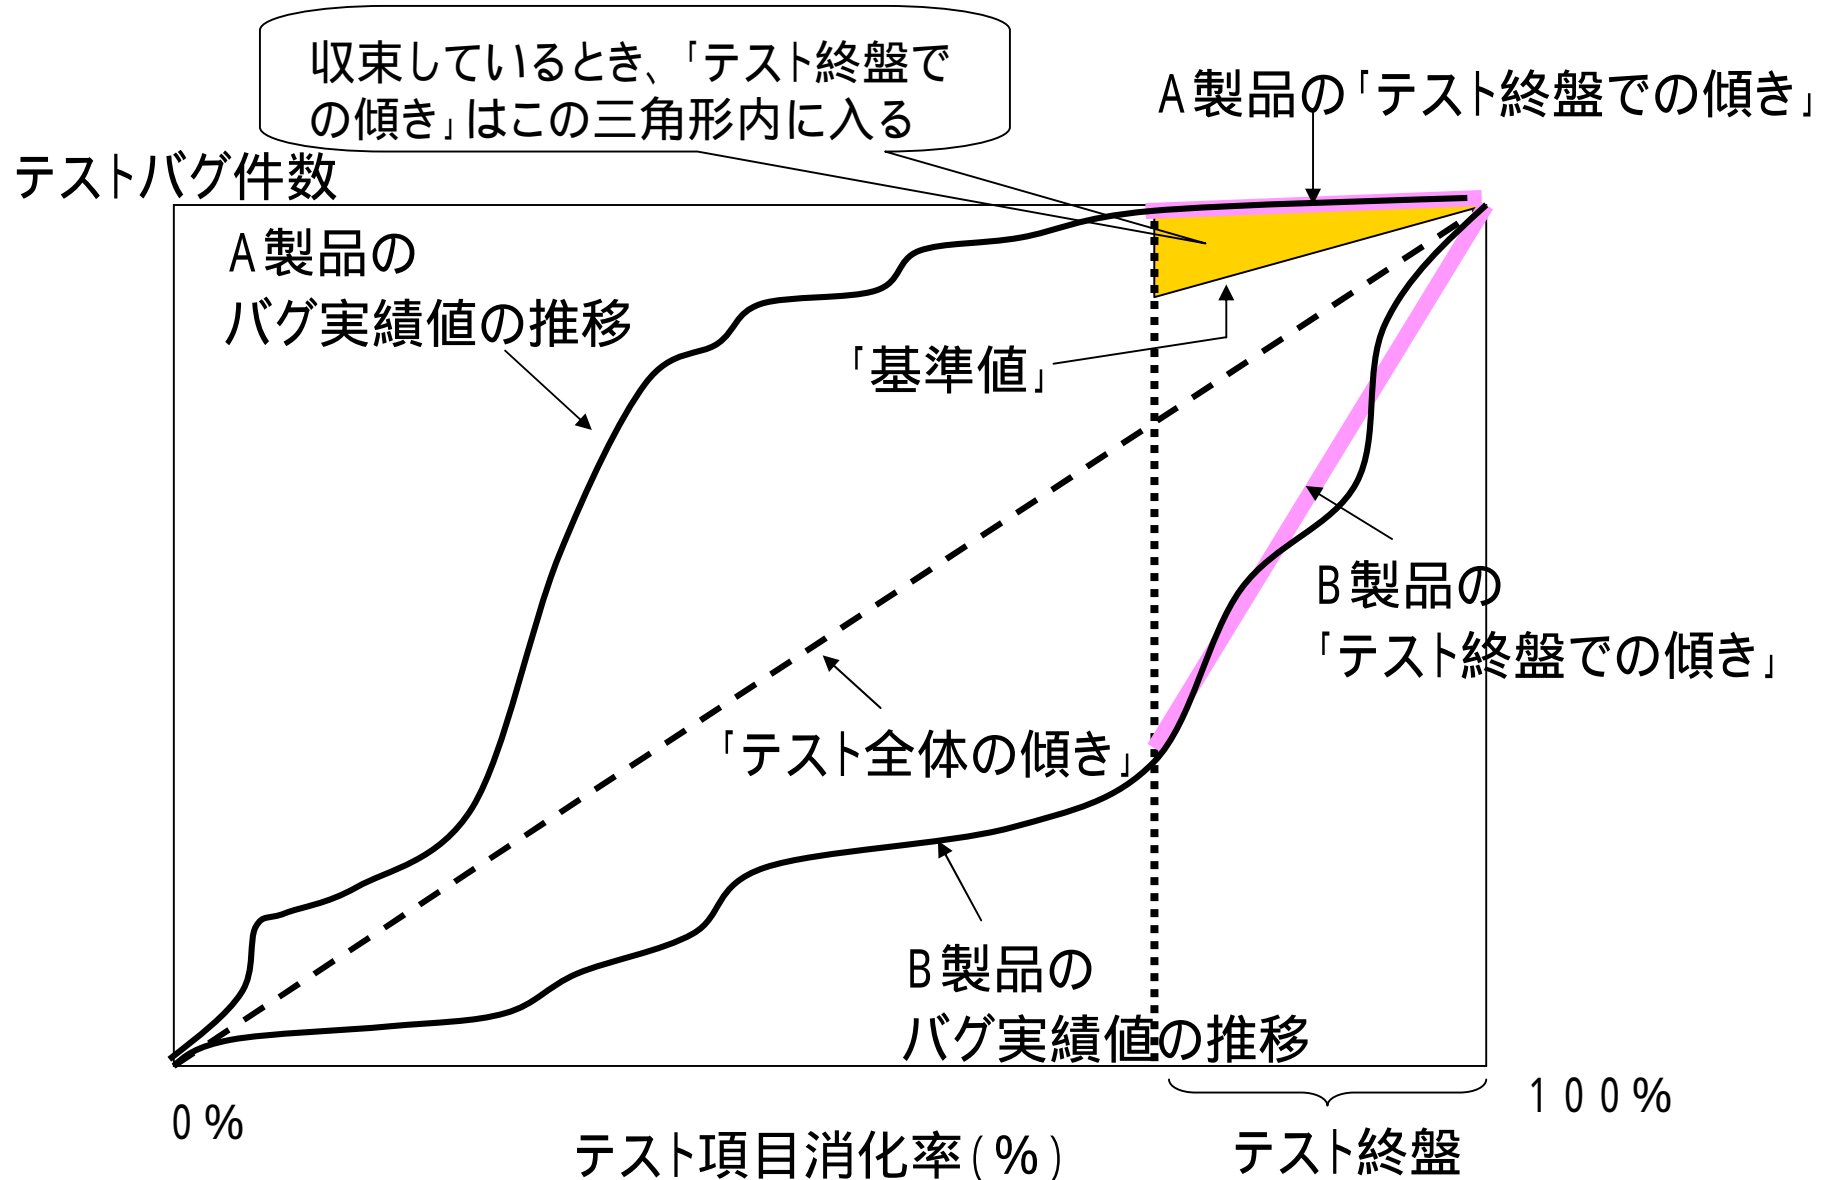 収束しているとき、「テスト終盤で
の傾き」はこの三角形内に入る
A製品の「テスト終盤での傾き」
テストバグ件数
A製品の
バグ実績値の推移
「基準値」
B製品の
「テスト終盤での傾き」
「テスト全体の傾き」
B製品の
バグ実績値の推移
0%
100%
テスト項目消化率(%)
テスト終盤